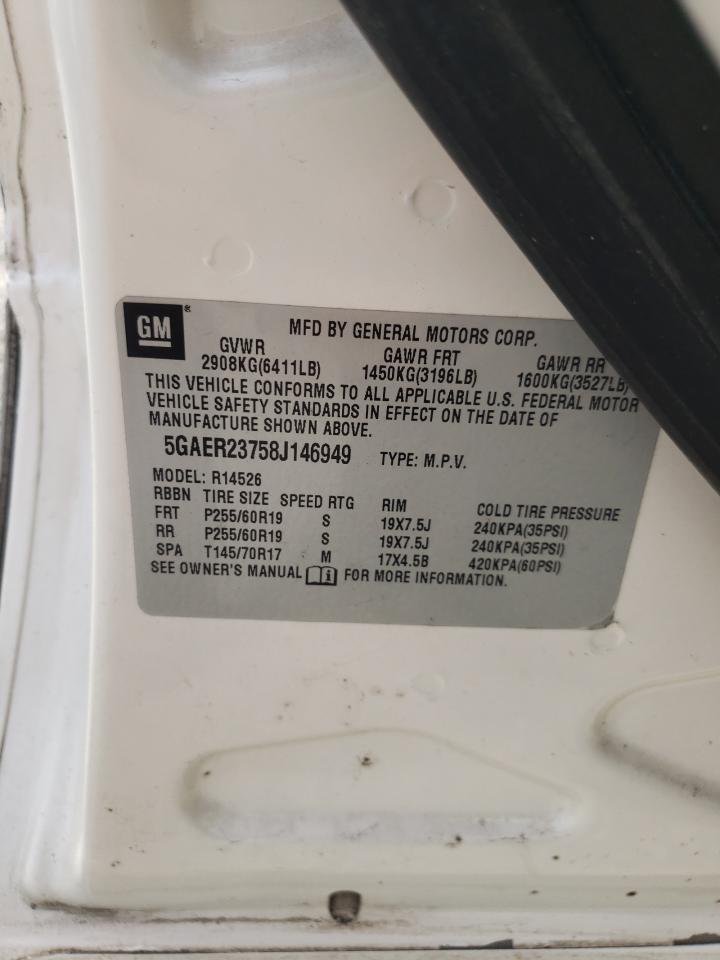 GM® MFD BY GENERAL MOTORS CORP.
GVWR GAWR FRT GAWR RR
2908KG(6411LB) 1450KG(3196LB) 1600KG(3527LB)
THIS VEHICLE CONFORMS TO ALL APPLICABLE U.S. FEDERAL MOTOR
VEHICLE SAFETY STANDARDS IN EFFECT ON THE DATE OF
MANUFACTURE SHOWN ABOVE.
5GAER23758J146949 TYPE: M.P.V.
MODEL: R14526
RBBN TIRE SIZE SPEED RTG RIM COLD TIRE PRESSURE
FRT P255/60R19 S 19X7.5J 240KPA(35PSI)
RR P255/60R19 S 19X7.5J 240KPA(35PSI)
SPA T145/70R17 M 17X4.5B 420KPA(60PSI)
SEE OWNER'S MANUAL i FOR MORE INFORMATION.